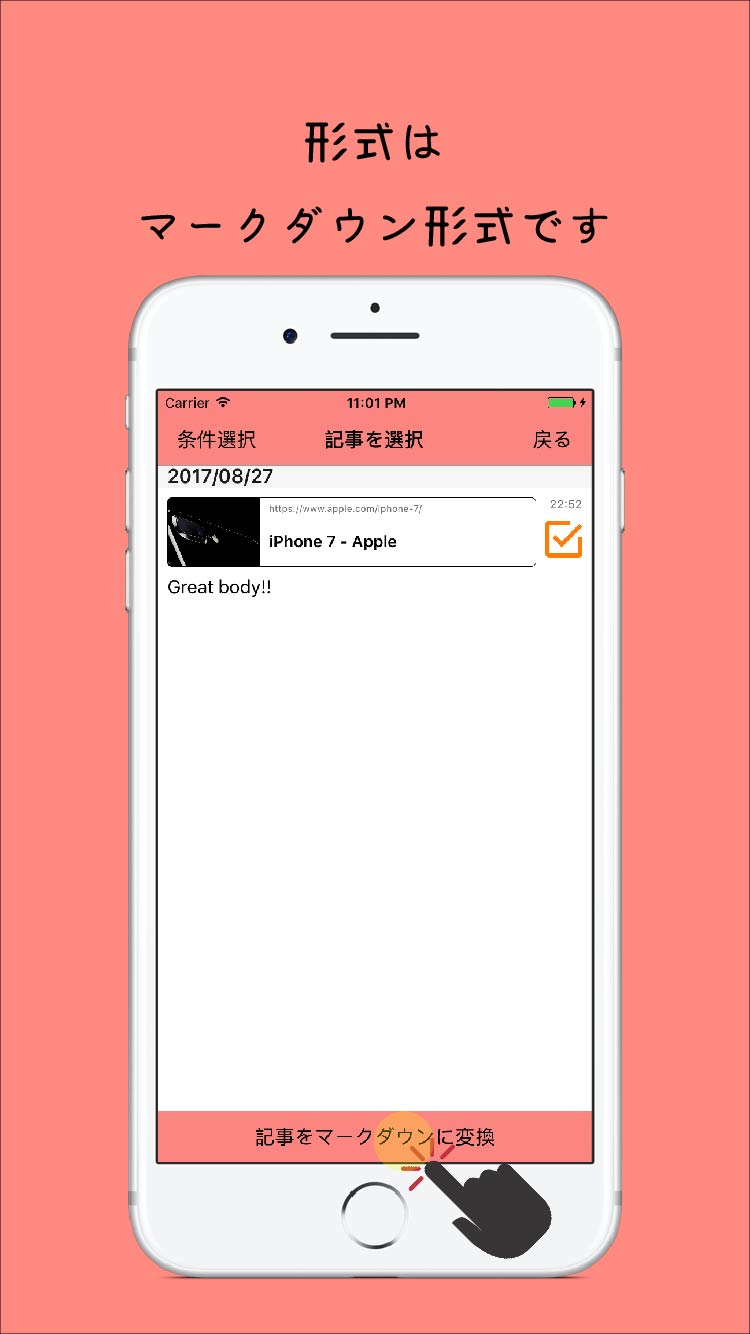 形式は
マークダウン形式です
Carrier 11:01 PM
条件選択 記事を選択 戻る
2017/08/27
https://www.apple.com/iphone-7/ 22:52
iPhone 7 - Apple
Great body!!
記事をマークダウンに変換